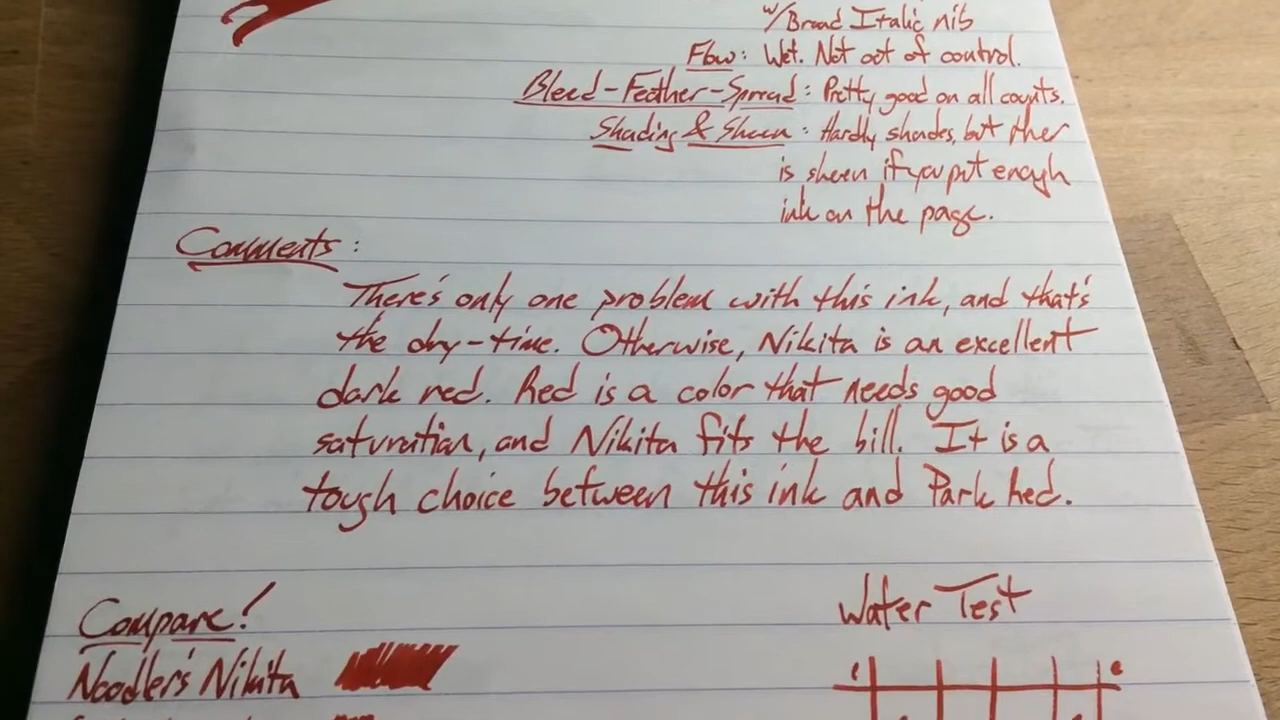 w/Broad Italic nib
Flow: Wet. Not out of control.
Bleed-Feather-Spread: Pretty good on all counts.
Shading & Sheen: Hardly shades, but ther
is sheen if you put enough
ink on the page.
Comments:
There's only one problem with this ink, and that's
the dry-time. Otherwise, Nikita is an excellent
dark red. Red is a color that needs good
saturation, and Nikita fits the bill. It is a
tough choice between this ink and Park Red.
Compare!
Water Test
Noodler's Nikita